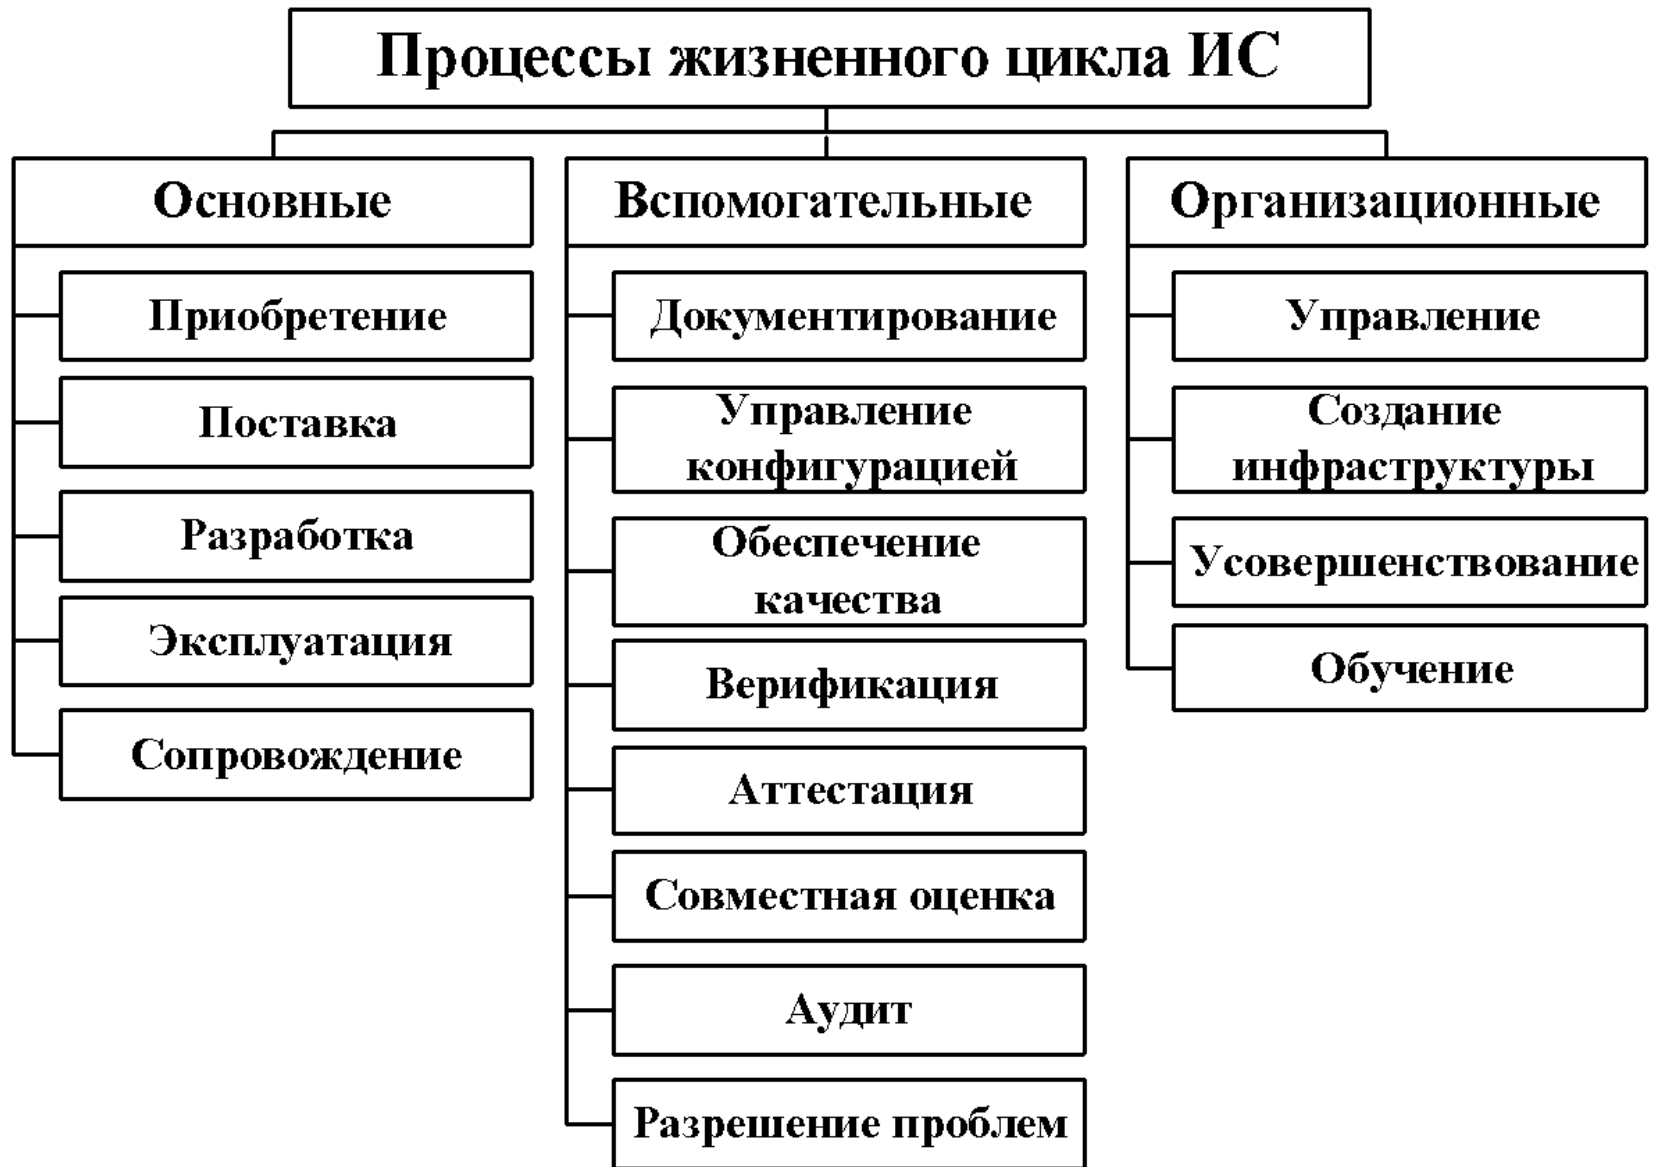 Процессы жизненного цикла ИС
Основные
Приобретение
Поставка
Разработка
Эксплуатация
Сопровождение
Вспомогательные
Документирование
Управление
конфигурацией
Обеспечение
качества
Верификация
Аттестация
Совместная оценка
Аудит
Разрешение проблем
Организационные
Управление
Создание
инфраструктуры
Усовершенствование
Обучение